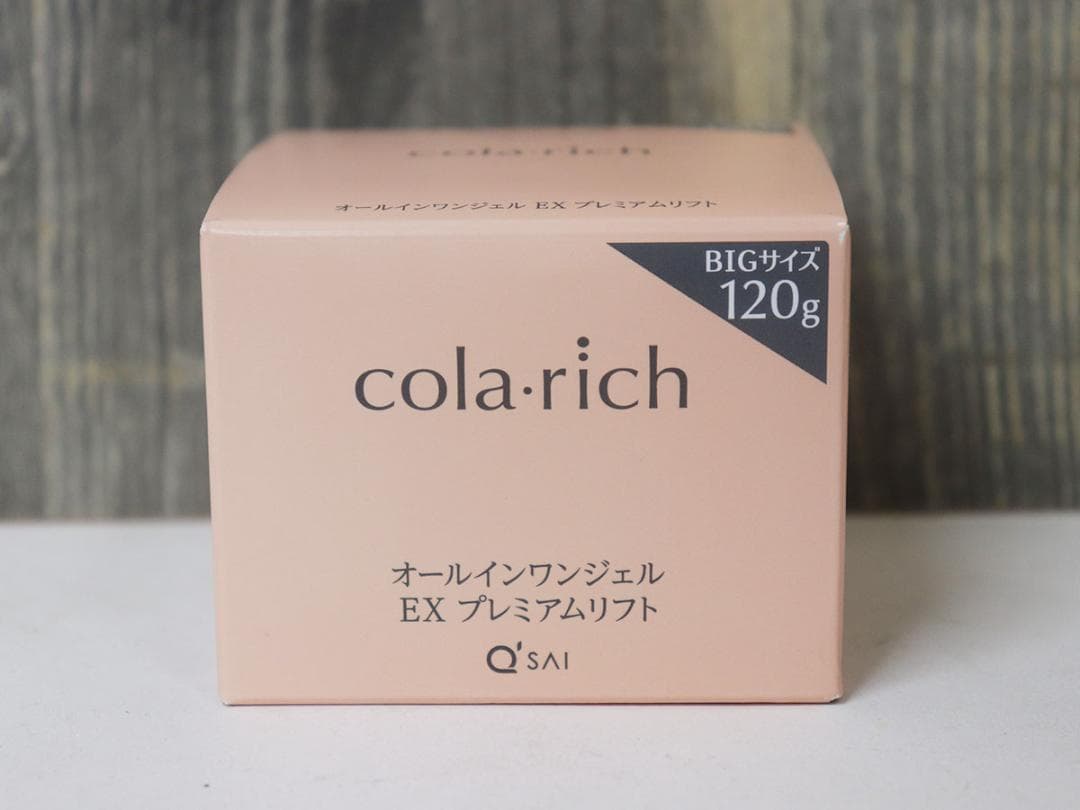 cola·rich
オールインワンジェル EX プレミアムリフト
BIGサイズ
120g
cola·rich
オールインワンジェル
EX プレミアムリフト
Q'SAI